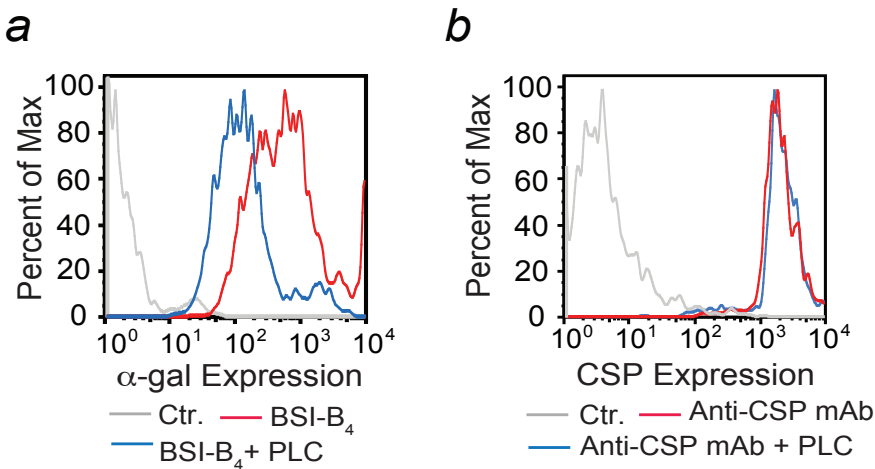 a
b
Percent of Max
100
80
60
40
20
0
10^0 10^1 10^2 10^3 10^4
α-gal Expression
Ctr. BSI-B₄
BSI-B₄+ PLC
Percent of Max
100
80
60
40
20
0
10^0 10^1 10^2 10^3 10^4
CSP Expression
Ctr. Anti-CSP mAb
Anti-CSP mAb + PLC